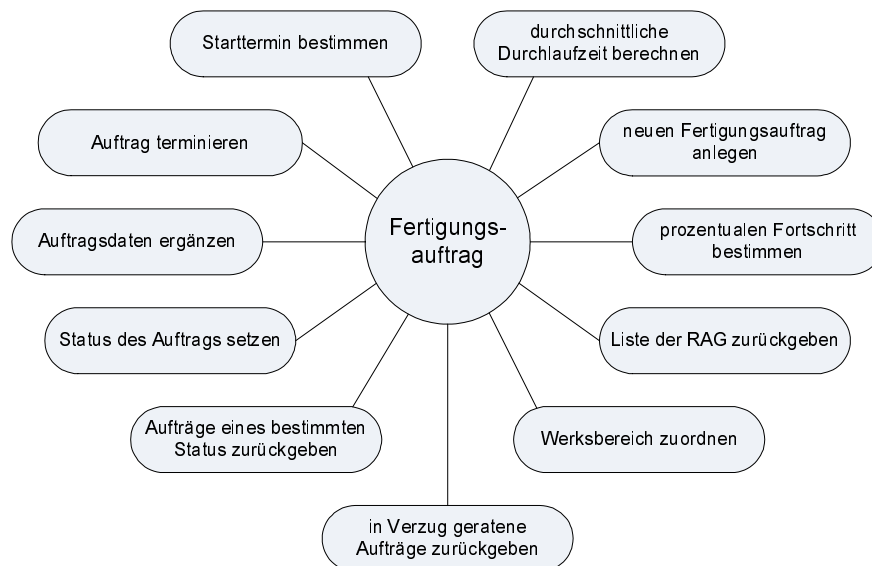 Starttermin bestimmen
durchschnittliche
Durchlaufzeit berechnen
Auftrag terminieren
neuen Fertigungsauftrag
anlegen
Fertigungs-
auftrag
Auftragsdaten ergänzen
prozentualen Fortschritt
bestimmen
Status des Auftrags setzen
Liste der RAG zurückgeben
Aufträge eines bestimmten
Status zurückgeben
Werksbereich zuordnen
in Verzug geratene
Aufträge zurückgeben